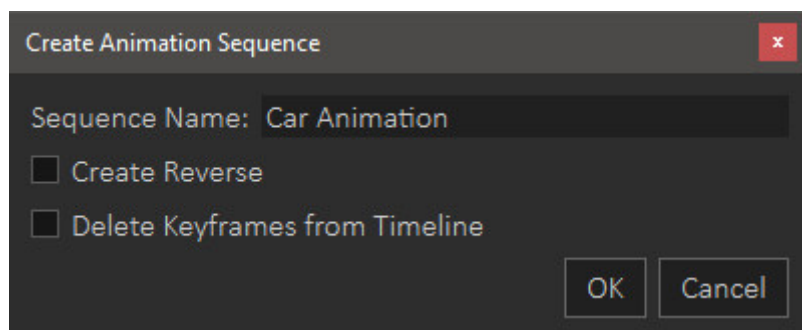 Create Animation Sequence x
Sequence Name: Car Animation
Create Reverse
Delete Keyframes from Timeline
OK Cancel